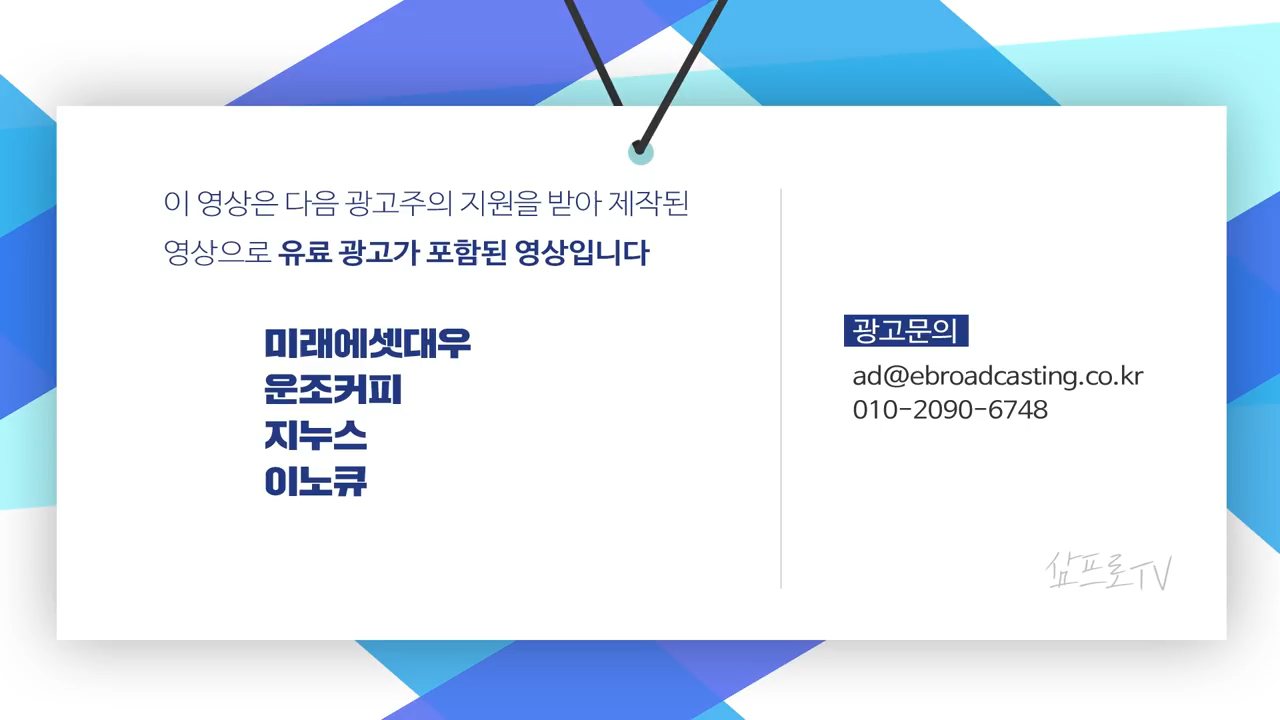 이 영상은 다음 광고주의 지원을 받아 제작된
영상으로 유료 광고가 포함된 영상입니다
미래에셋대우
운조커피
지누스
이노큐
광고문의
ad@ebroadcasting.co.kr
010-2090-6748
삼프로TV